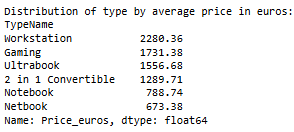 Distribution of type by average price in euros:
TypeName
Workstation           2280.36
Gaming                1731.38
Ultrabook             1556.68
2 in 1 Convertible    1289.71
Notebook               788.74
Netbook                673.38
Name: Price_euros, dtype: float64